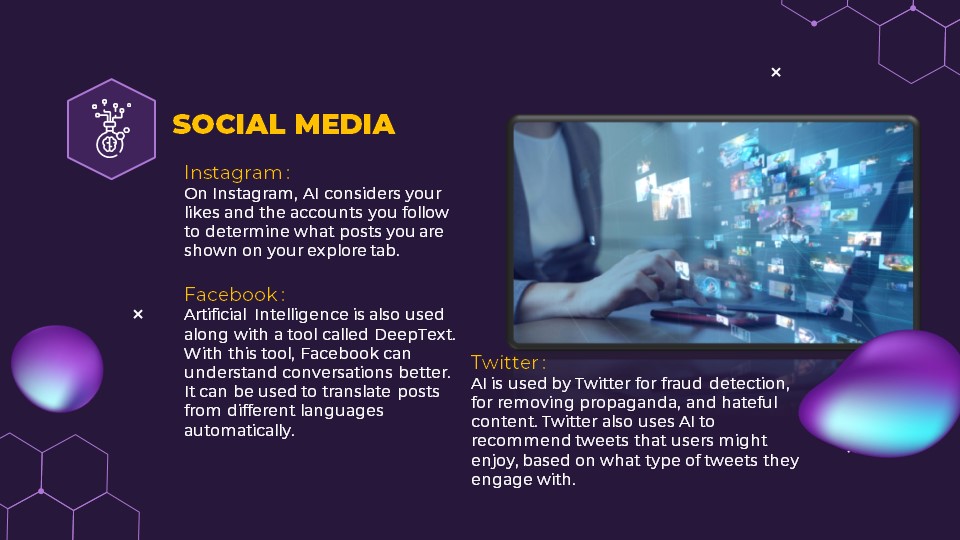 SOCIAL MEDIA
Instagram :
On Instagram, AI considers your
likes and the accounts you follow
to determine what posts you are
shown on your explore tab.
Facebook :
Artificial Intelligence is also used
along with a tool called DeepText.
With this tool, Facebook can
understand conversations better.
It can be used to translate posts
from different languages
automatically.
Twitter :
AI is used by Twitter for fraud detection,
for removing propaganda, and hateful
content. Twitter also uses AI to
recommend tweets that users might
enjoy, based on what type of tweets they
engage with.